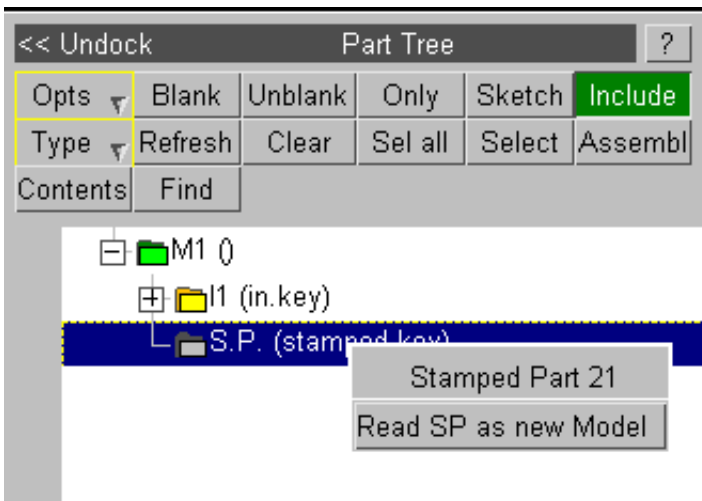 << Undock Part Tree ?
Opts Blank Unblank Only Sketch Include
Type Refresh Clear Sel all Select Assembl
Contents Find
M1 ()
I1 (in.key)
S.P. (stamped.key)
Stamped Part 21
Read SP as new Model